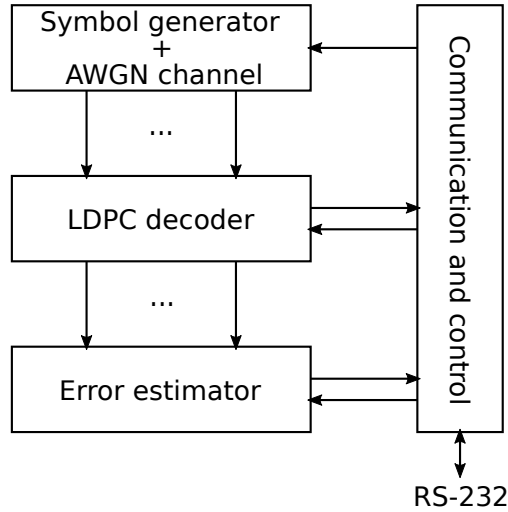 Symbol generator
+
AWGN channel
...
LDPC decoder
...
Error estimator
Communication and control
RS-232